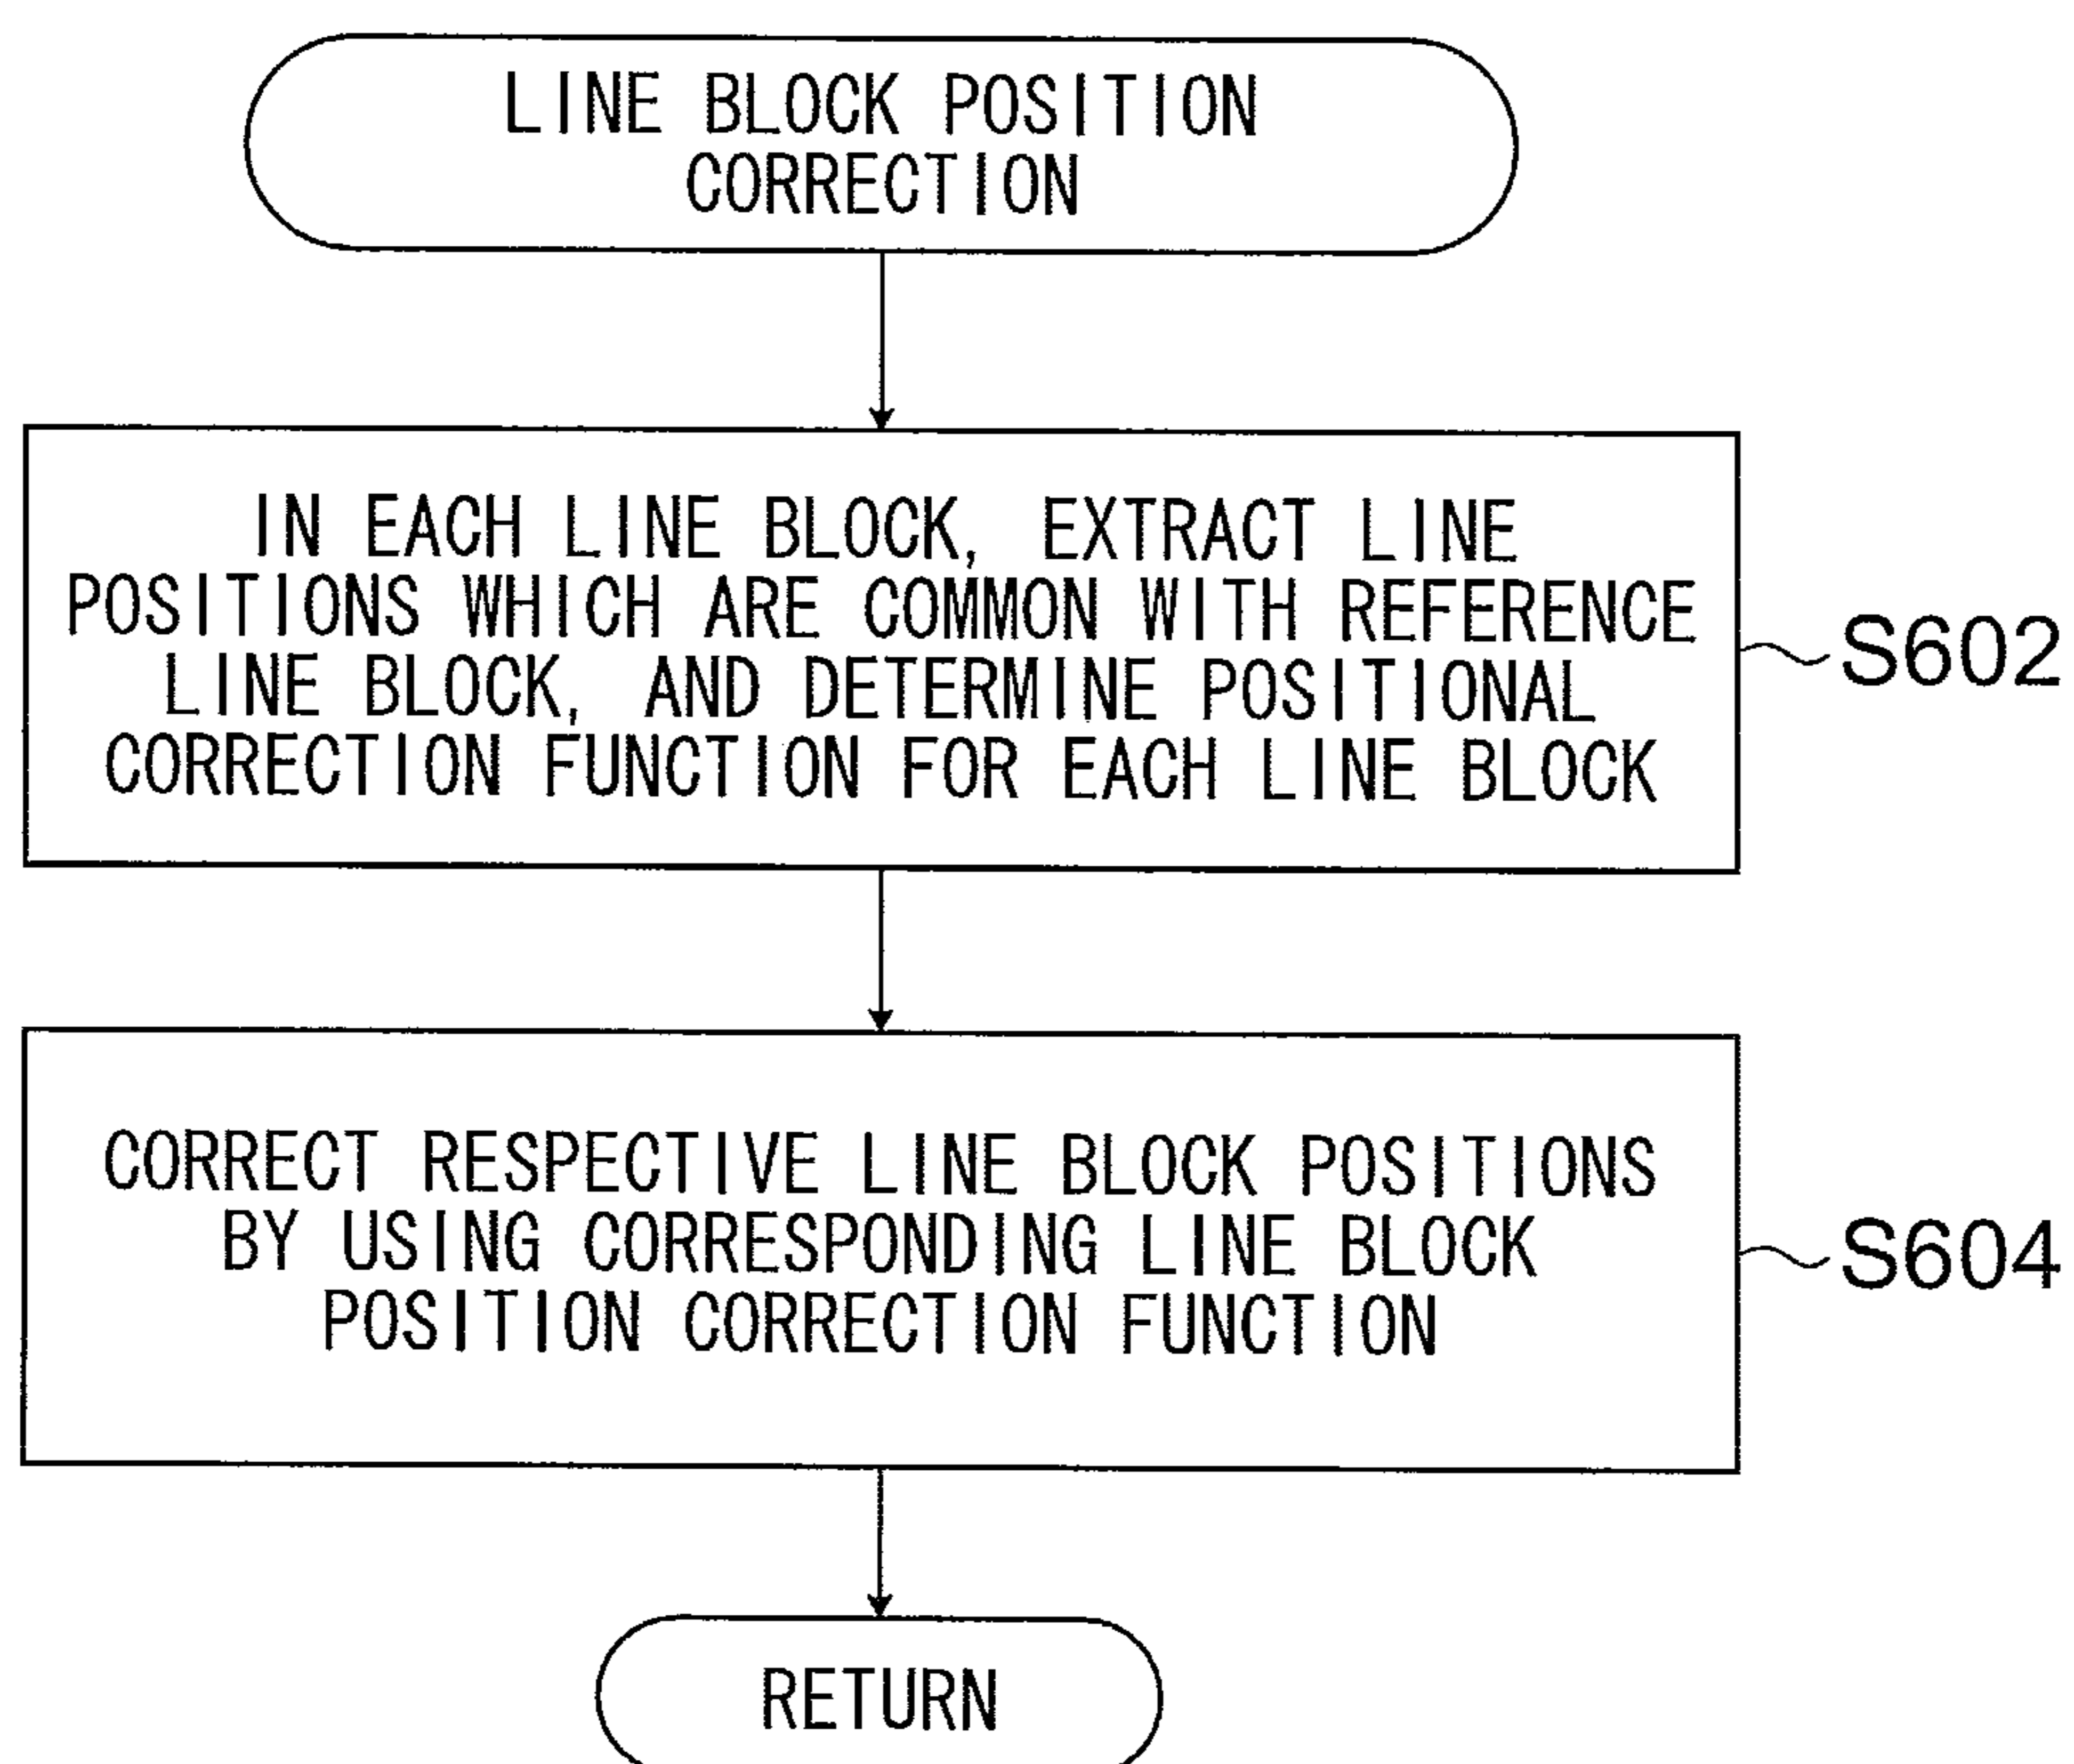 LINE BLOCK POSITION
CORRECTION
IN EACH LINE BLOCK, EXTRACT LINE
POSITIONS WHICH ARE COMMON WITH REFERENCE
LINE BLOCK, AND DETERMINE POSITIONAL
CORRECTION FUNCTION FOR EACH LINE BLOCK
S602
CORRECT RESPECTIVE LINE BLOCK POSITIONS
BY USING CORRESPONDING LINE BLOCK
POSITION CORRECTION FUNCTION
S604
RETURN